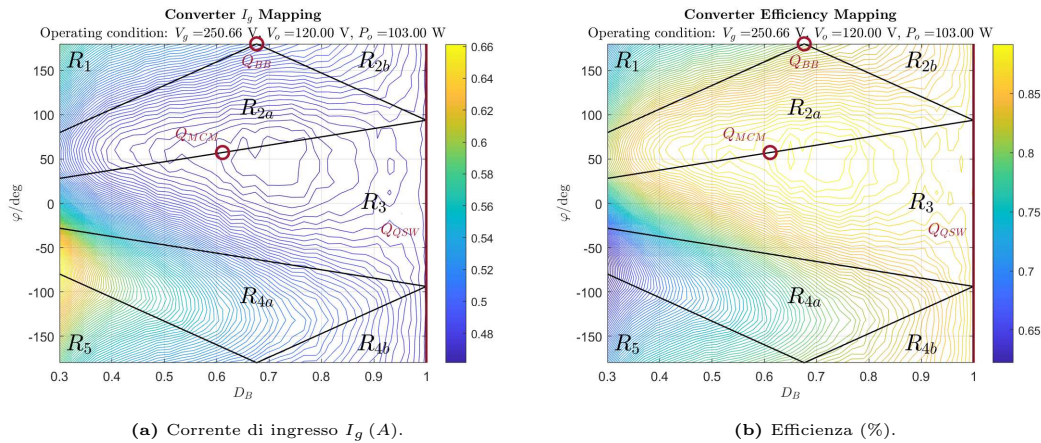 Converter I_g Mapping
Operating condition: V_g =250.66 V, V_o =120.00 V, P_o =103.00 W
R_1
Q_BB
R_2b
R_2a
Q_MCM
R_3
Q_QSW
R_4a
R_5
R_4b
150
100
50
0
-50
-100
-150
φ/deg
0.3 0.4 0.5 0.6 0.7 0.8 0.9 1
D_B
0.66
0.64
0.62
0.6
0.58
0.56
0.54
0.52
0.5
0.48
(a) Corrente di ingresso I_g (A).
Converter Efficiency Mapping
Operating condition: V_g =250.66 V, V_o =120.00 V, P_o =103.00 W
R_1
Q_BB
R_2b
R_2a
Q_MCM
R_3
Q_QSW
R_4a
R_5
R_4b
150
100
50
0
-50
-100
-150
φ/deg
0.3 0.4 0.5 0.6 0.7 0.8 0.9 1
D_B
0.85
0.8
0.75
0.7
0.65
(b) Efficienza (%).